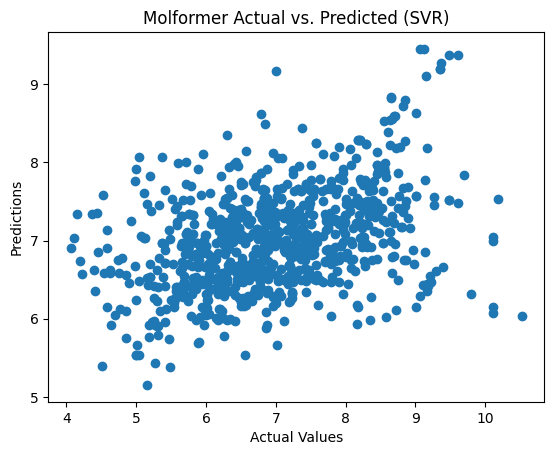 Molformer Actual vs. Predicted (SVR)
Predictions
9
8
7
6
5
4 5 6 7 8 9 10
Actual Values